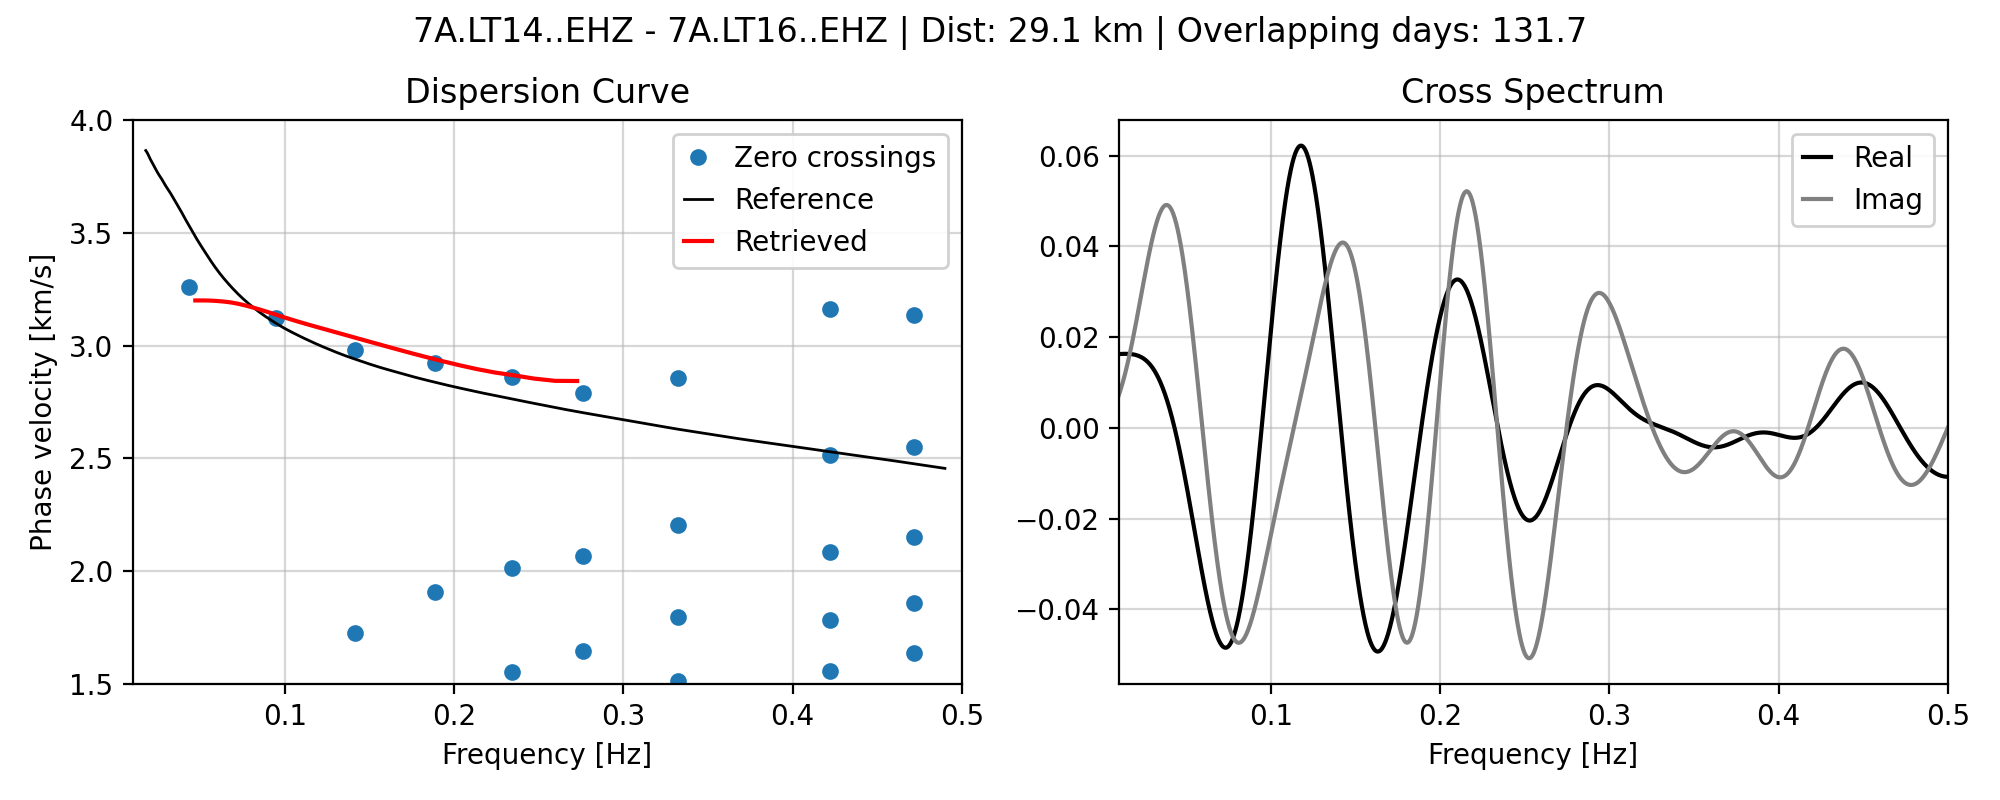 7A.LT14..EHZ - 7A.LT16..EHZ | Dist: 29.1 km | Overlapping days: 131.7
Dispersion Curve
4.0
3.5
3.0
2.5
2.0
1.5
Phase velocity [km/s]
Zero crossings
Reference
Retrieved
0.1
0.2
0.3
0.4
0.5
Frequency [Hz]
Cross Spectrum
0.06
0.04
0.02
0.00
−0.02
−0.04
Real
Imag
0.1
0.2
0.3
0.4
0.5
Frequency [Hz]